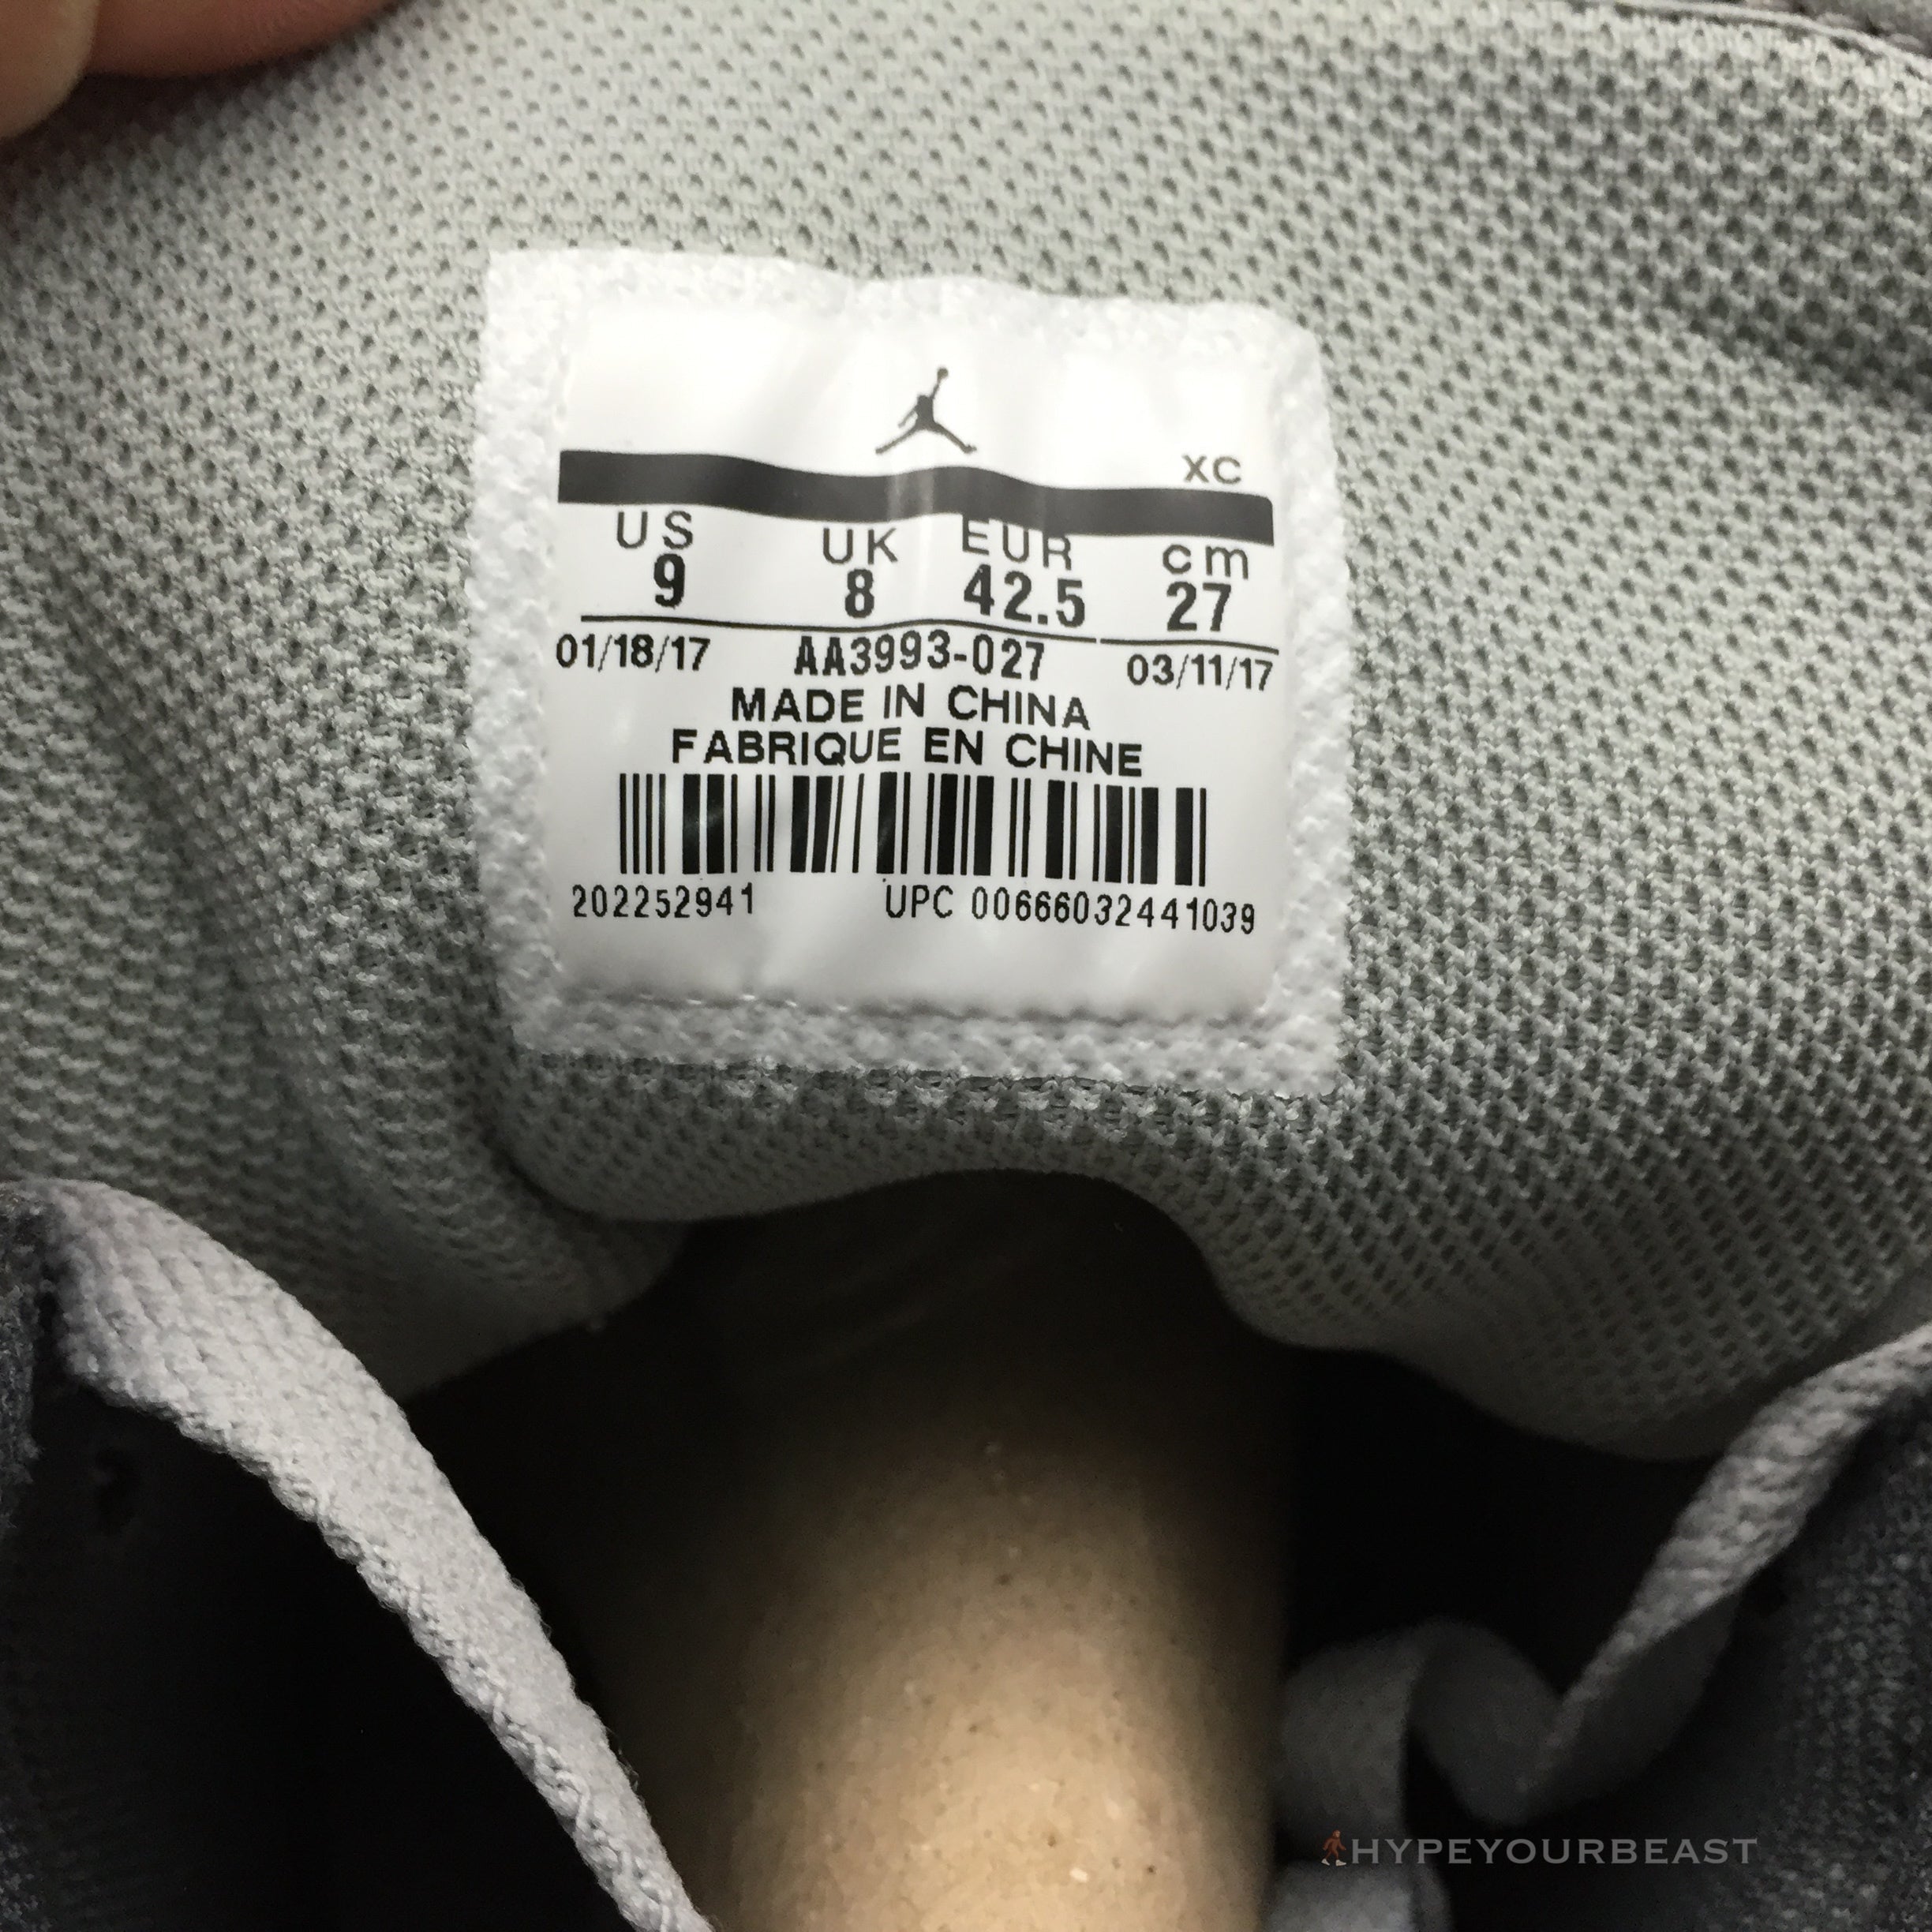 XC
US UK EUR cm
9 8 42.5 27
01/18/17 AA3993-027 03/11/17
MADE IN CHINA
FABRIQUE EN CHINE
202252941 UPC 00666032441039
HYPEYOURBEAST